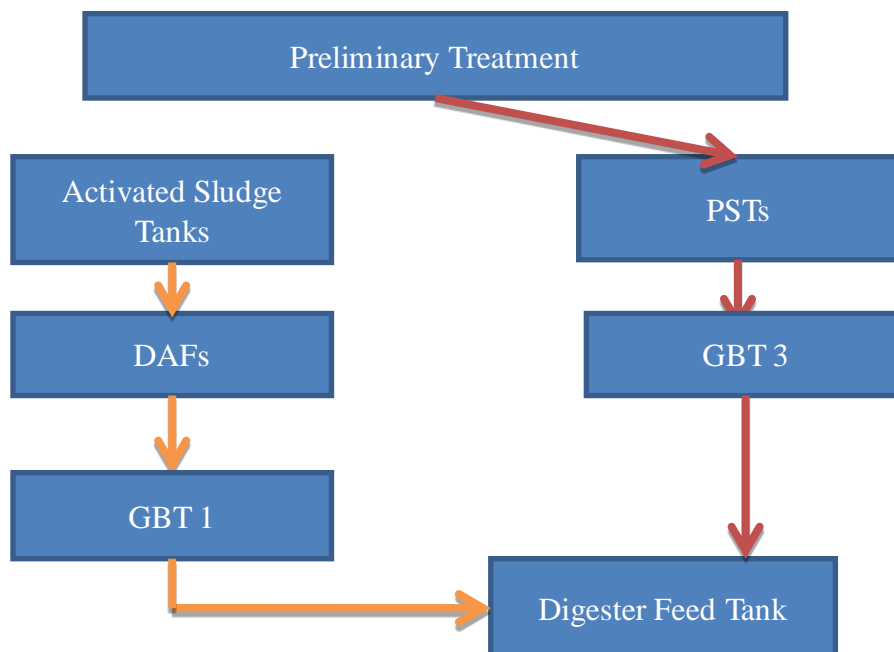 Preliminary Treatment
Activated Sludge
Tanks
PSTs
DAFs
GBT 3
GBT 1
Digester Feed Tank